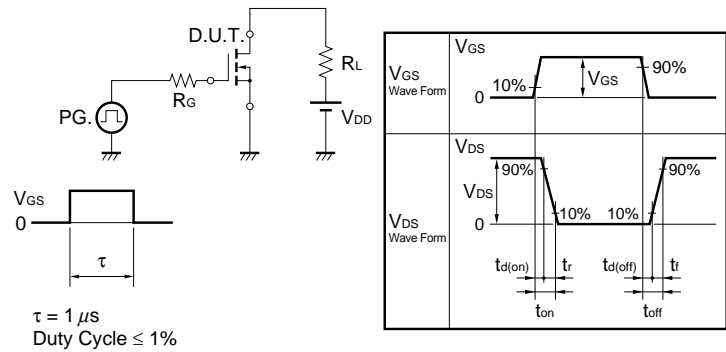 D.U.T.
RL
RG
PG.
VDD
VGS
0
τ
τ = 1 μs
Duty Cycle ≤ 1%
VGS
Wave Form
VGS
10%
0
VGS
90%
VDS
Wave Form
VDS
90%
VDS
0
10%
10%
90%
td(on)
tr
td(off)
tf
ton
toff